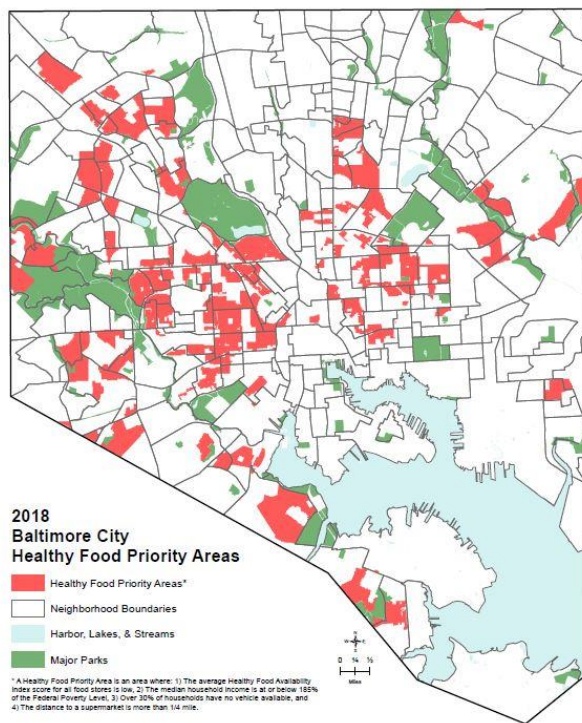 2018
Baltimore City
Healthy Food Priority Areas
Healthy Food Priority Areas*
Neighborhood Boundaries
Harbor, Lakes, & Streams
Major Parks
* A Healthy Food Priority Area is an area where: 1) The average Healthy Food Availability
Index score for all food stores is low, 2) The median household income is at or below 185%
of the Federal Poverty Level, 3) Over 30% of households have no vehicle available, and
4) The distance to a supermarket is more than 1/4 mile.
W E
0 ¾ 1½
Miles